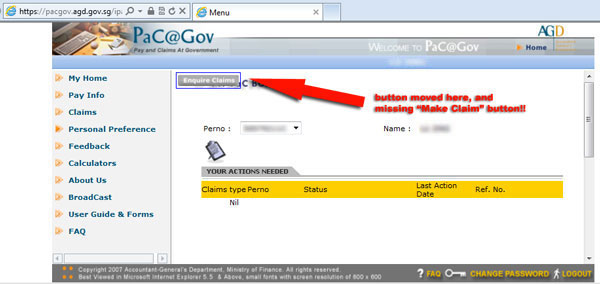 https://pacgov.agd.gov.sg/ip
Menu
PaC@Gov
Pay and Claims At Government
WELCOME TO PaC@Gov
AGD
Home
My Home
Pay Info
Claims
Personal Preference
Feedback
Calculators
About Us
BroadCast
User Guide & Forms
FAQ
Enquire Claims
button moved here, and
missing "Make Claim" button!!
Perno :
Name :
YOUR ACTIONS NEEDED
Claims type Perno Status Last Action Date Ref. No.
Nil
Copyright 2007 Accountant-General's Department, Ministry of Finance. All rights reserved.
Best Viewed in Microsoft Internet Explorer 5.5 & Above, small fonts with screen resolution of 800 x 600
? FAQ CHANGE PASSWORD LOGOUT